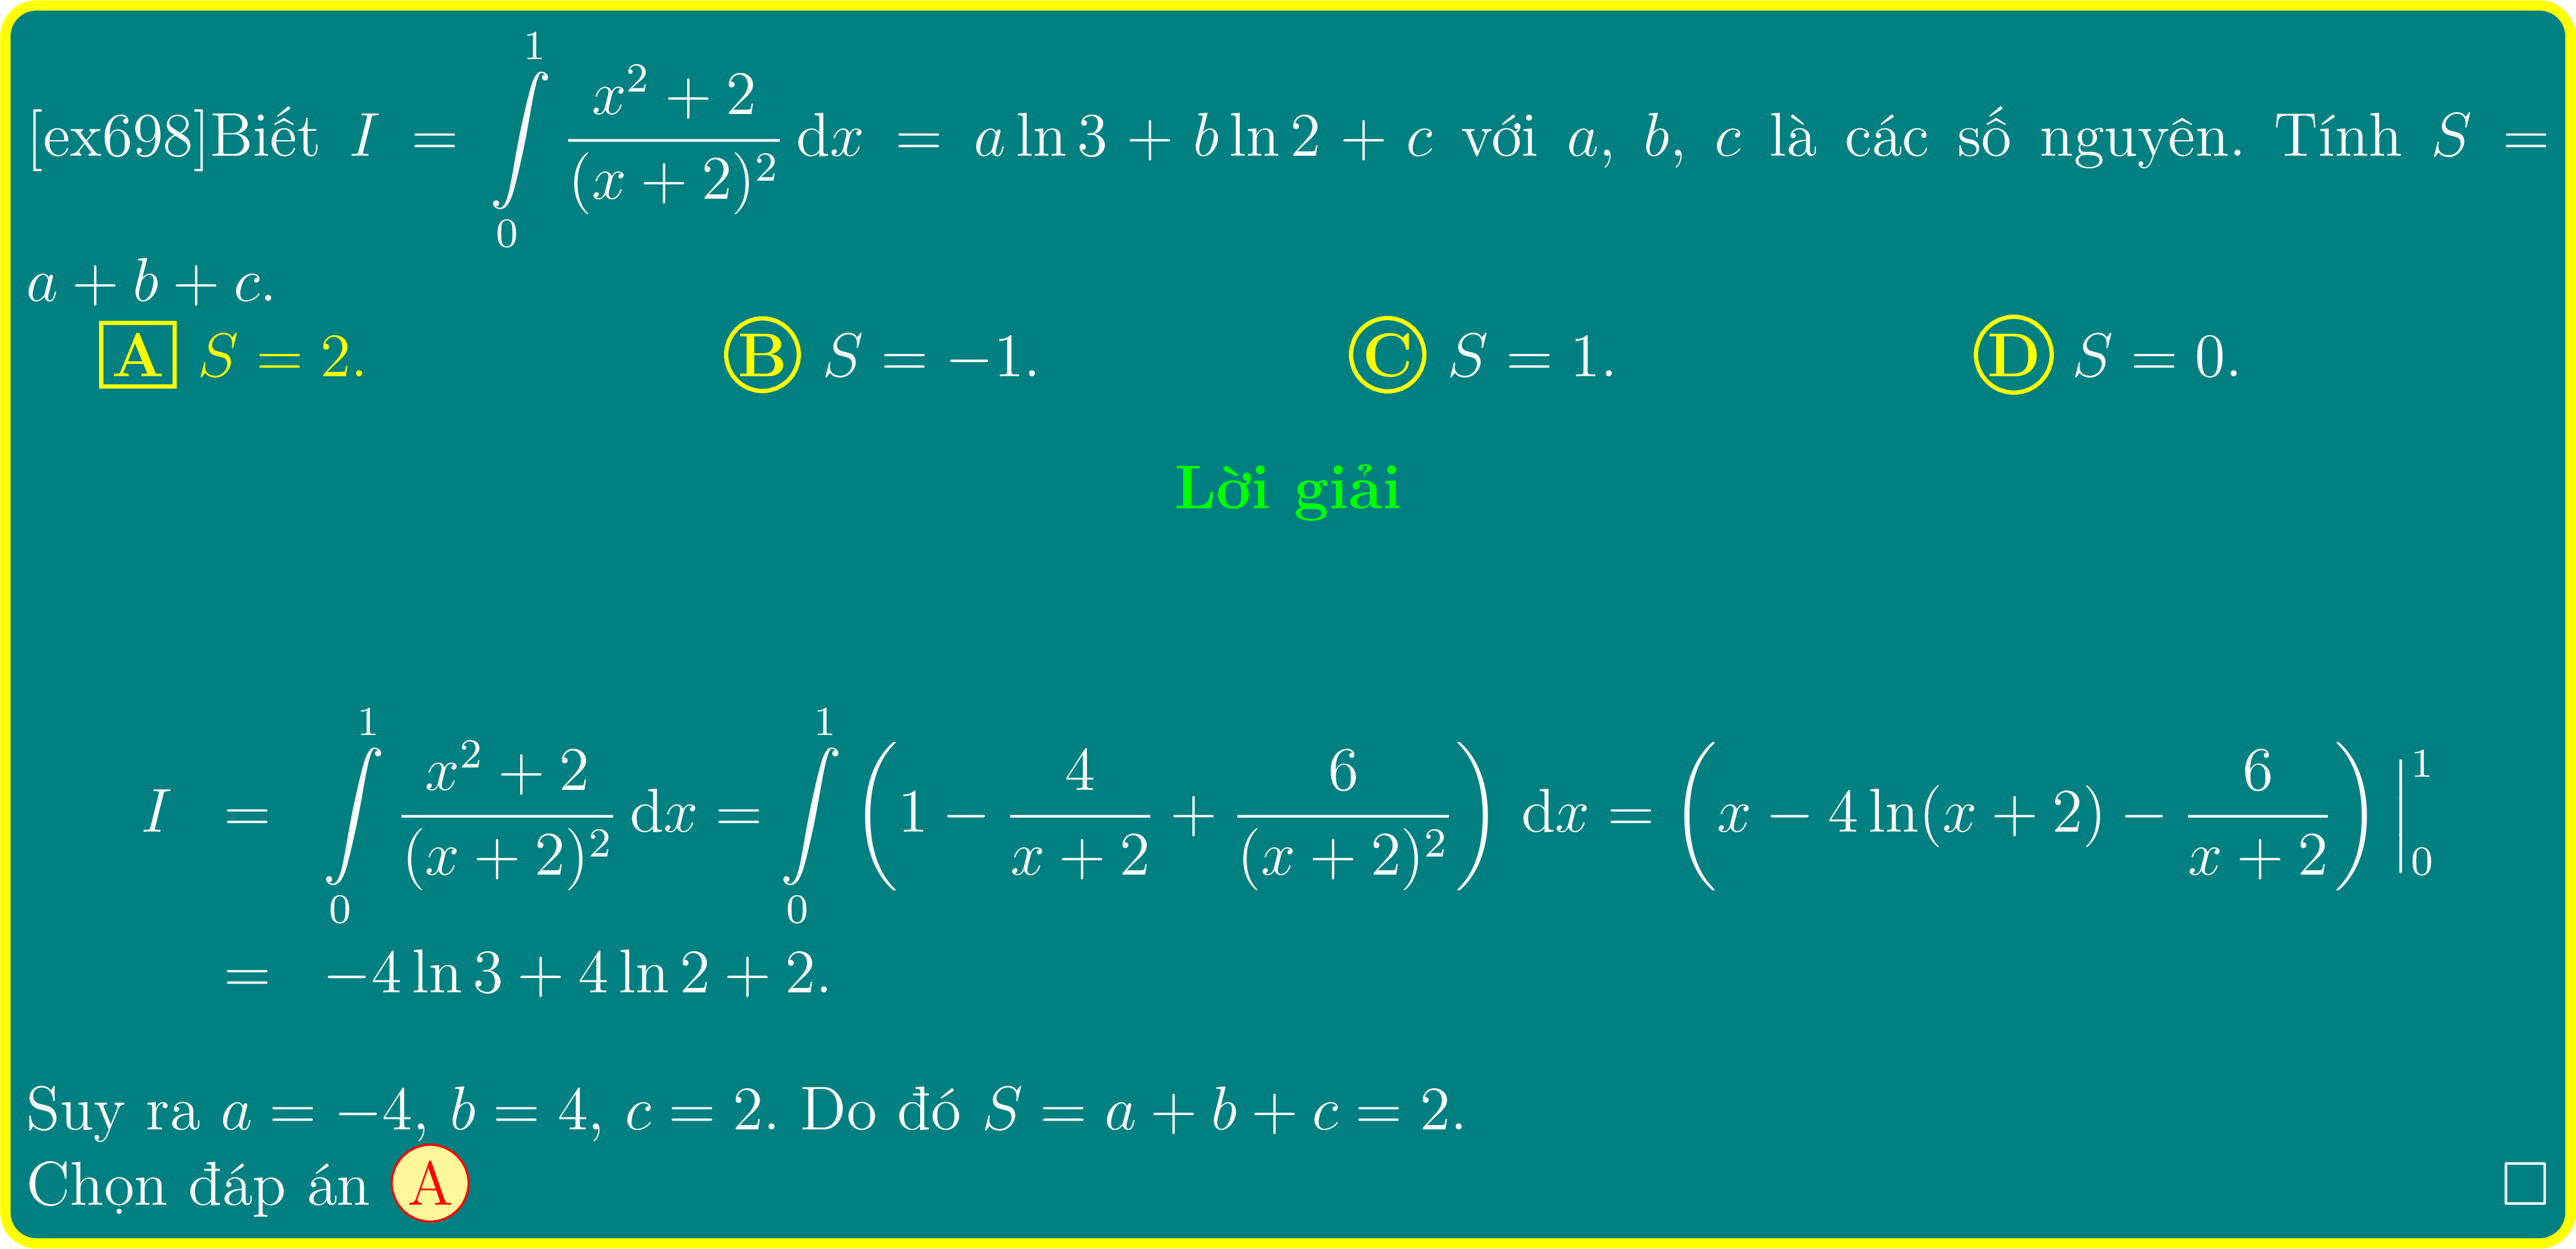 [ex698]Biết $I = \int\limits_0^1 \frac{x^2+2}{(x+2)^2}\,\mathrm{d}x = a\ln 3 + b\ln 2 + c$ với $a$, $b$, $c$ là các số nguyên. Tính $S =$
$a + b + c$.
A $S = 2$. B $S = -1$. C $S = 1$. D $S = 0$.
Lời giải
$I = \int\limits_0^1 \frac{x^2+2}{(x+2)^2}\,\mathrm{d}x = \int\limits_0^1 \left(1 - \frac{4}{x+2} + \frac{6}{(x+2)^2}\right)\,\mathrm{d}x = \left(x - 4\ln(x+2) - \frac{6}{x+2}\right)\Big|_0^1$
$= -4\ln 3 + 4\ln 2 + 2.$
Suy ra $a = -4$, $b = 4$, $c = 2$. Do đó $S = a + b + c = 2$.
Chọn đáp án A □